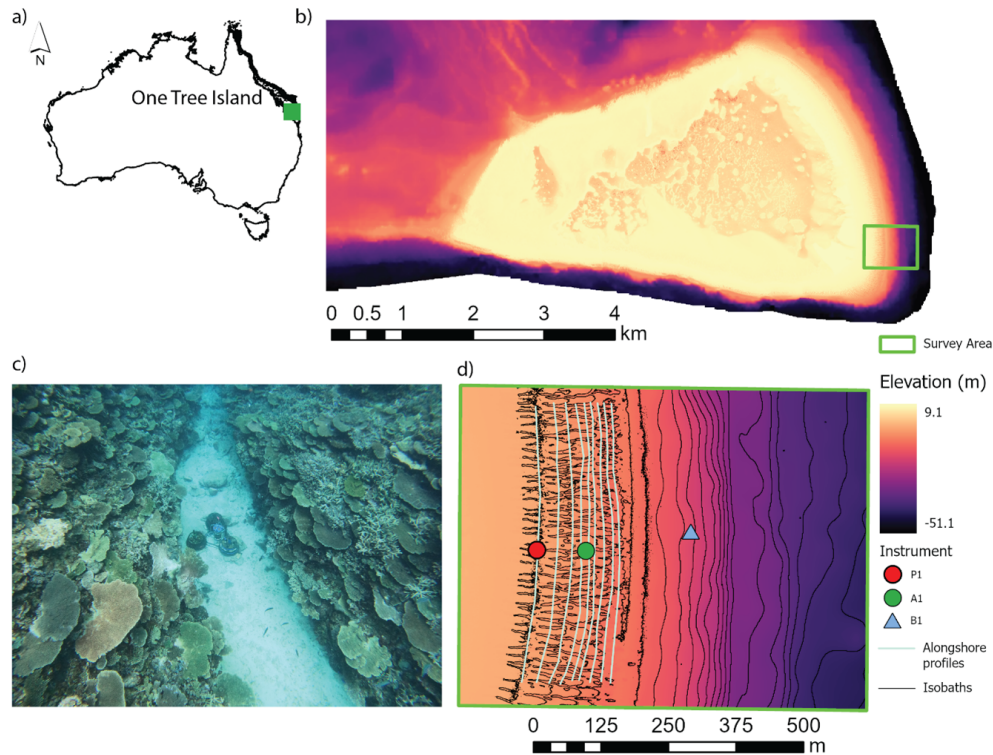 a)
N
One Tree Island
b)
0 0.5 1 2 3 4
km
Survey Area
c)
d)
Elevation (m)
9.1
-51.1
Instrument
P1
A1
B1
Alongshore
profiles
Isobaths
0 125 250 375 500
m